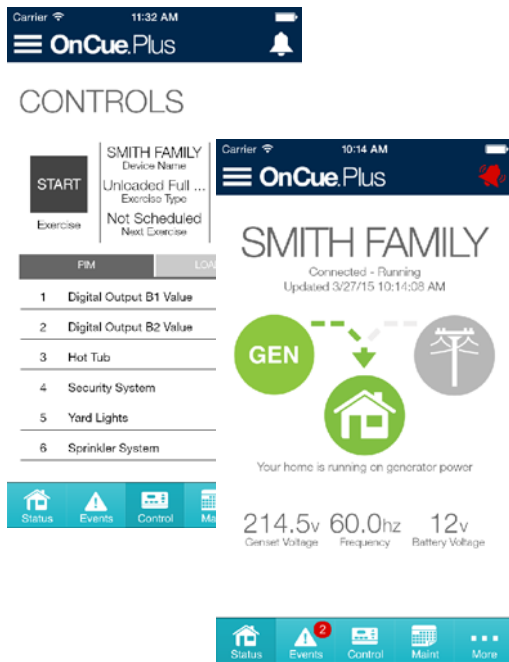 Carrier 11:32 AM
OnCue.Plus
CONTROLS
START
Exercise
SMITH FAMILY
Device Name
Unloaded Full ...
Exercise Type
Not Scheduled
Next Exercise
PIM
1 Digital Output B1 Value
2 Digital Output B2 Value
3 Hot Tub
4 Security System
5 Yard Lights
6 Sprinkler System
Status Events Control
Carrier 10:14 AM
OnCue.Plus
SMITH FAMILY
Connected - Running
Updated 3/27/15 10:14:08 AM
GEN
Your home is running on generator power
214.5v 60.0hz 12v
Genset Voltage Frequency Battery Voltage
2
Status Events Control Maint More